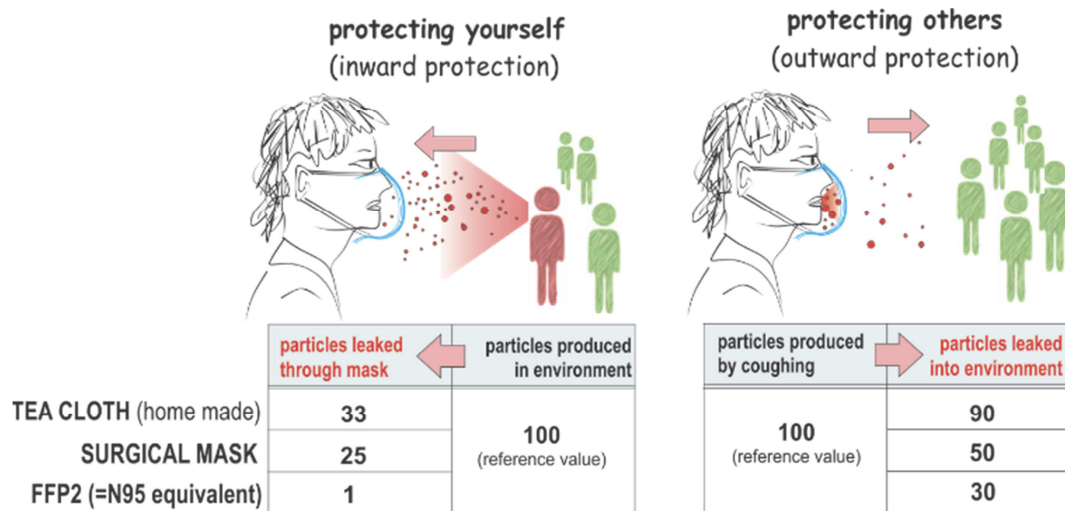 protecting yourself
(inward protection)
protecting others
(outward protection)
particles leaked
through mask
particles produced
in environment
particles produced
by coughing
particles leaked
into environment
TEA CLOTH (home made)
33
100
(reference value)
100
(reference value)
90
SURGICAL MASK
25
50
FFP2 (=N95 equivalent)
1
30